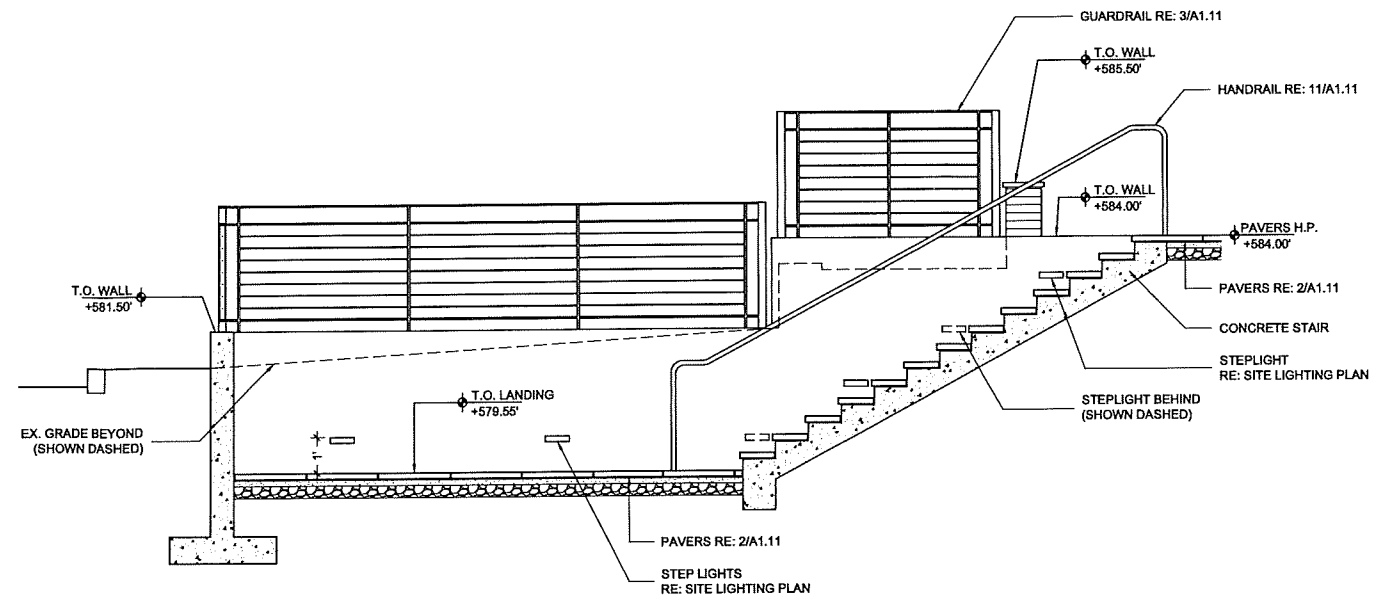 GUARDRAIL RE: 3/A1.11
T.O. WALL
+585.50'
HANDRAIL RE: 11/A1.11
T.O. WALL
+584.00'
PAVERS H.P.
+584.00'
T.O. WALL
+581.50'
PAVERS RE: 2/A1.11
CONCRETE STAIR
STEPLIGHT
RE: SITE LIGHTING PLAN
T.O. LANDING
+579.55'
STEPLIGHT BEHIND
(SHOWN DASHED)
EX. GRADE BEYOND
(SHOWN DASHED)
1'
PAVERS RE: 2/A1.11
STEP LIGHTS
RE: SITE LIGHTING PLAN